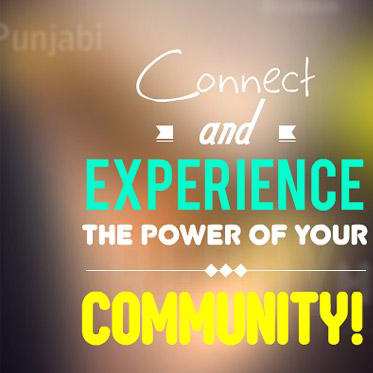 Punjabi
Connect
and
EXPERIENCE
THE POWER OF YOUR
COMMUNITY!